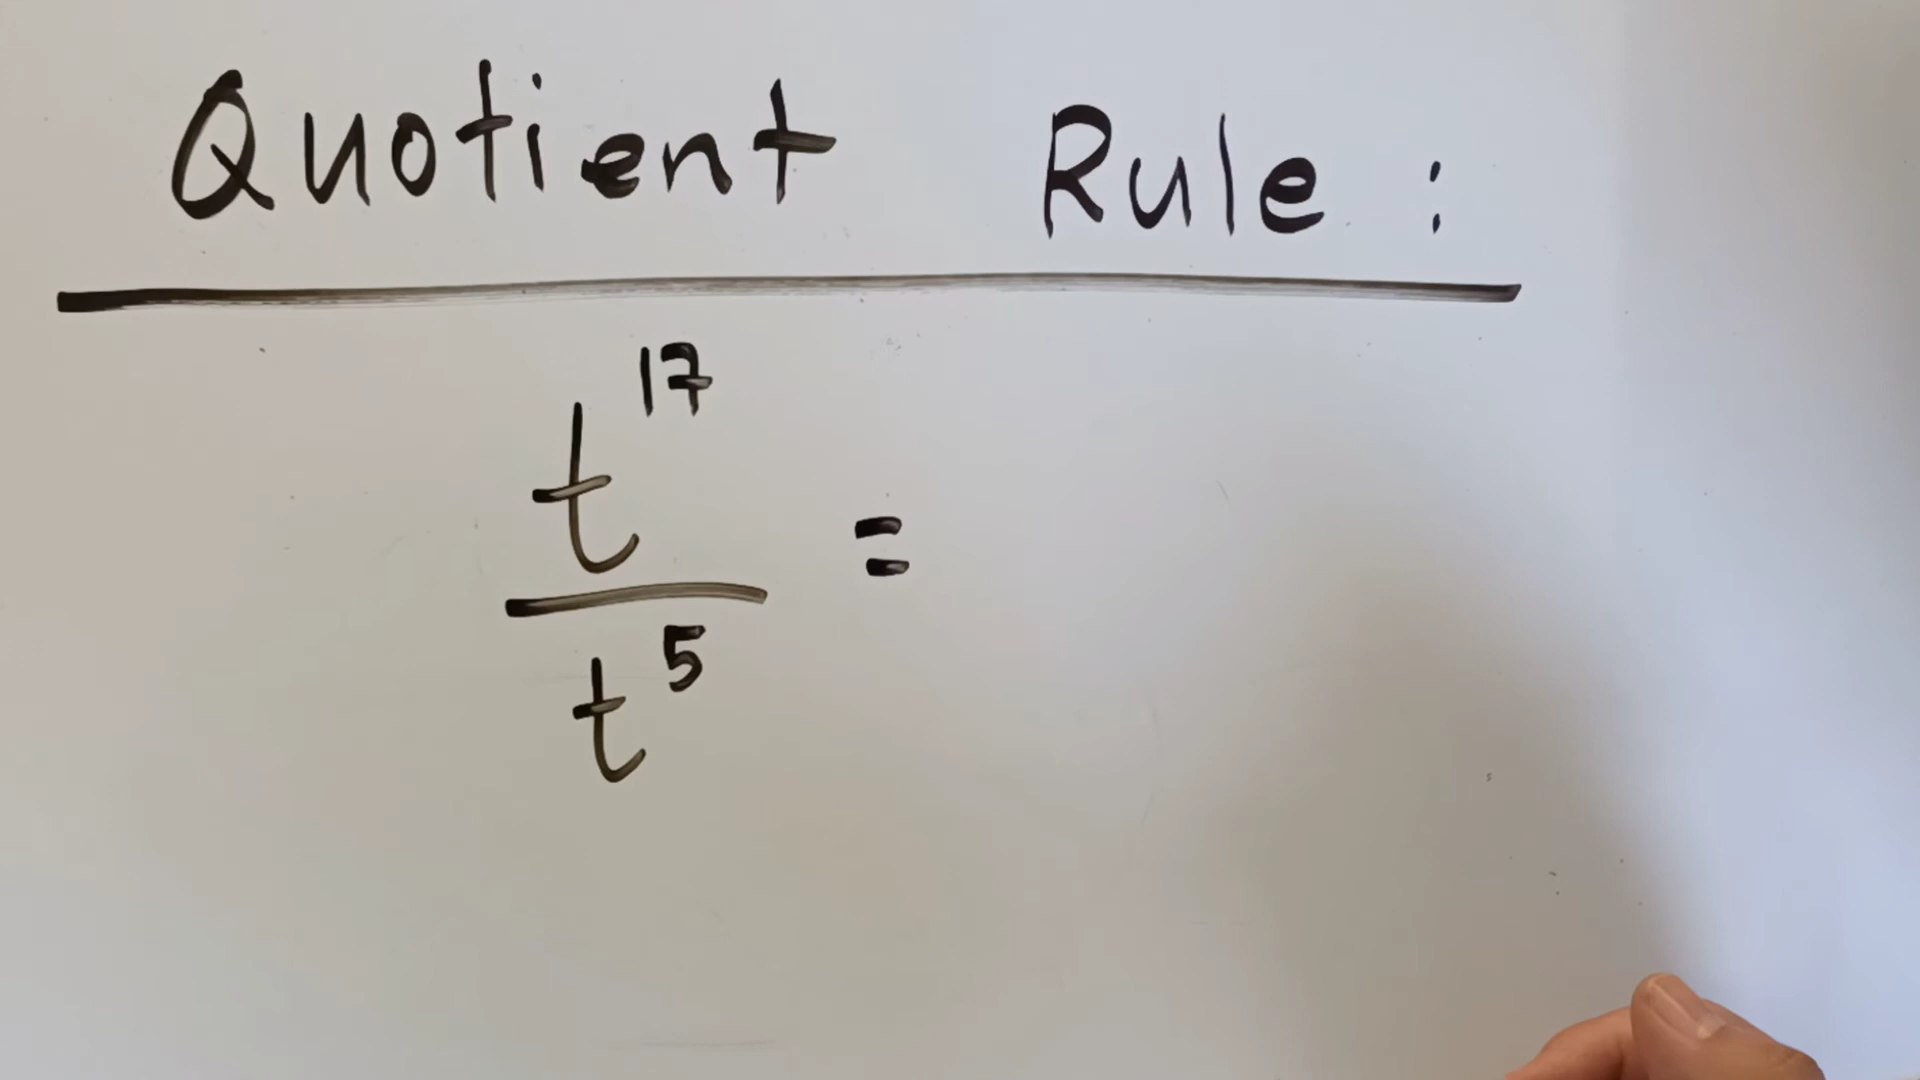 Quotient Rule :
t^17 / t^5 =